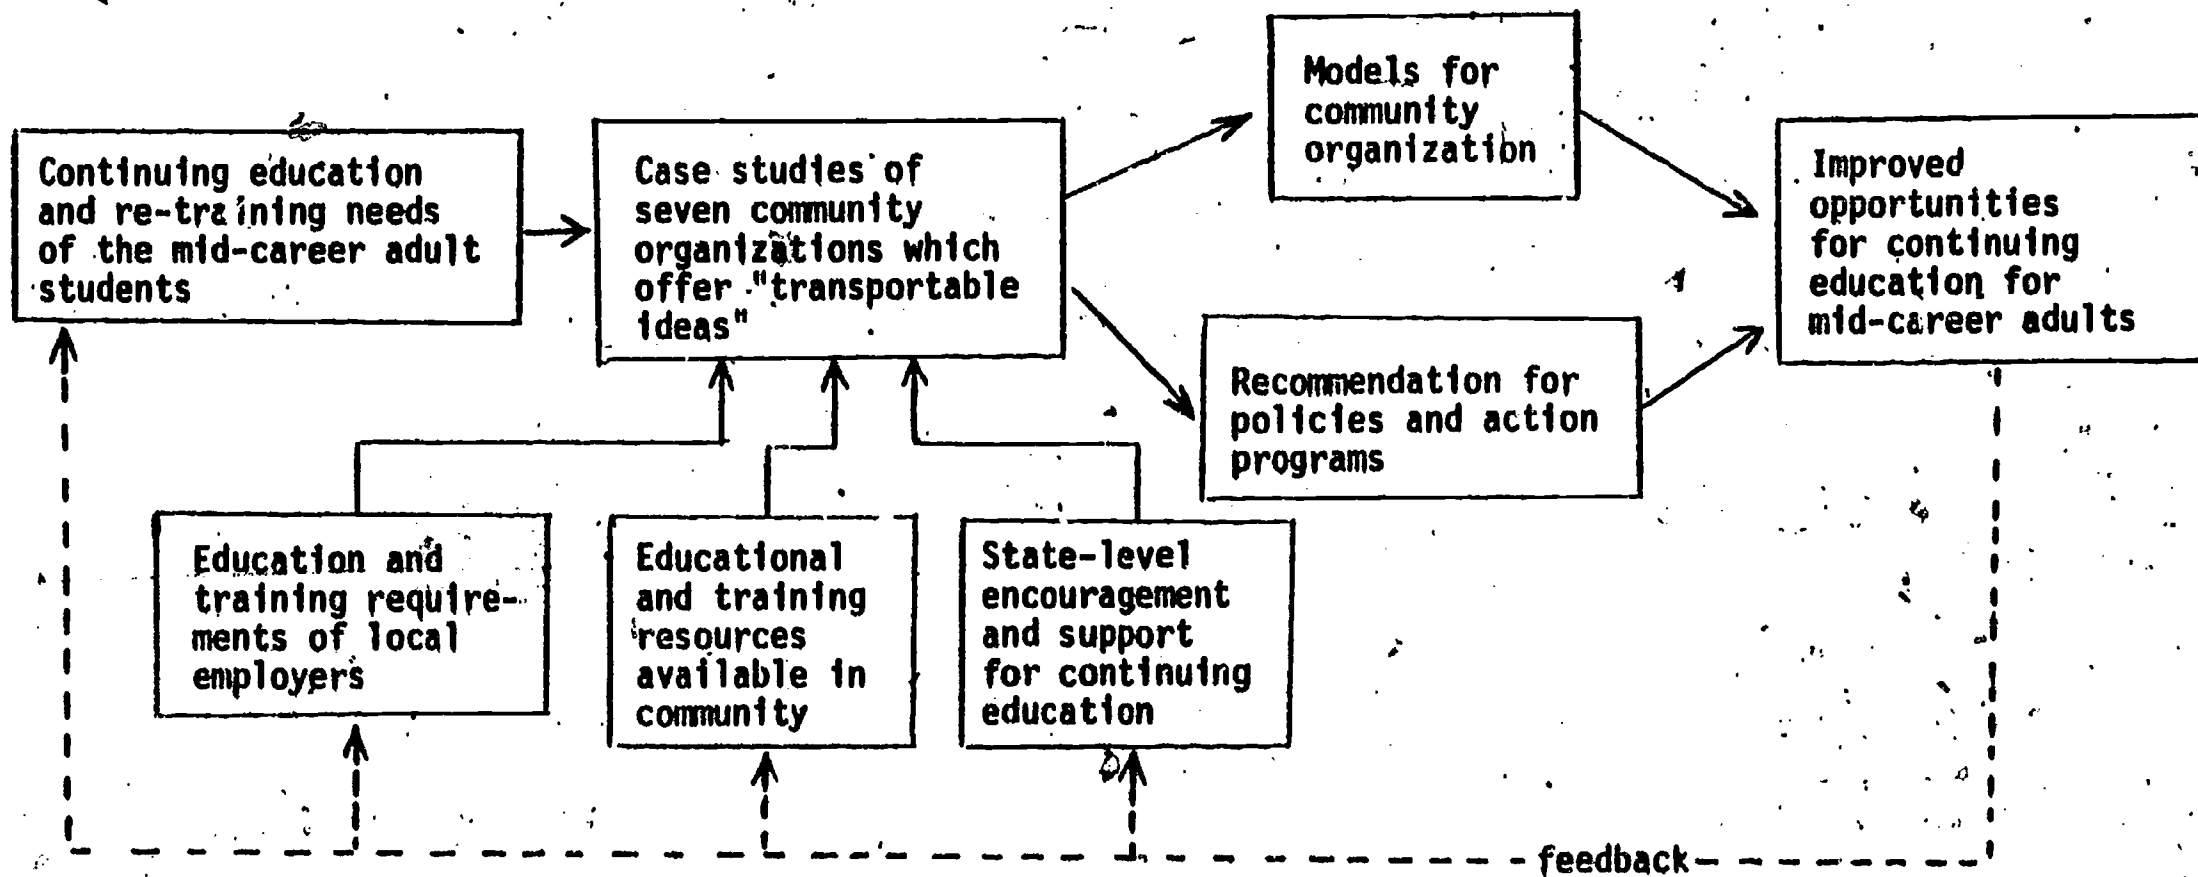 Continuing education
and re-training needs
of the mid-career adult
students
Case studies of
seven community
organizations which
offer "transportable
ideas"
Models for
community
organization
Recommendation for
policies and action
programs
Improved
opportunities
for continuing
education for
mid-career adults
Education and
training require-
ments of local
employers
Educational
and training
resources
available in
community
State-level
encouragement
and support
for continuing
education
feedback